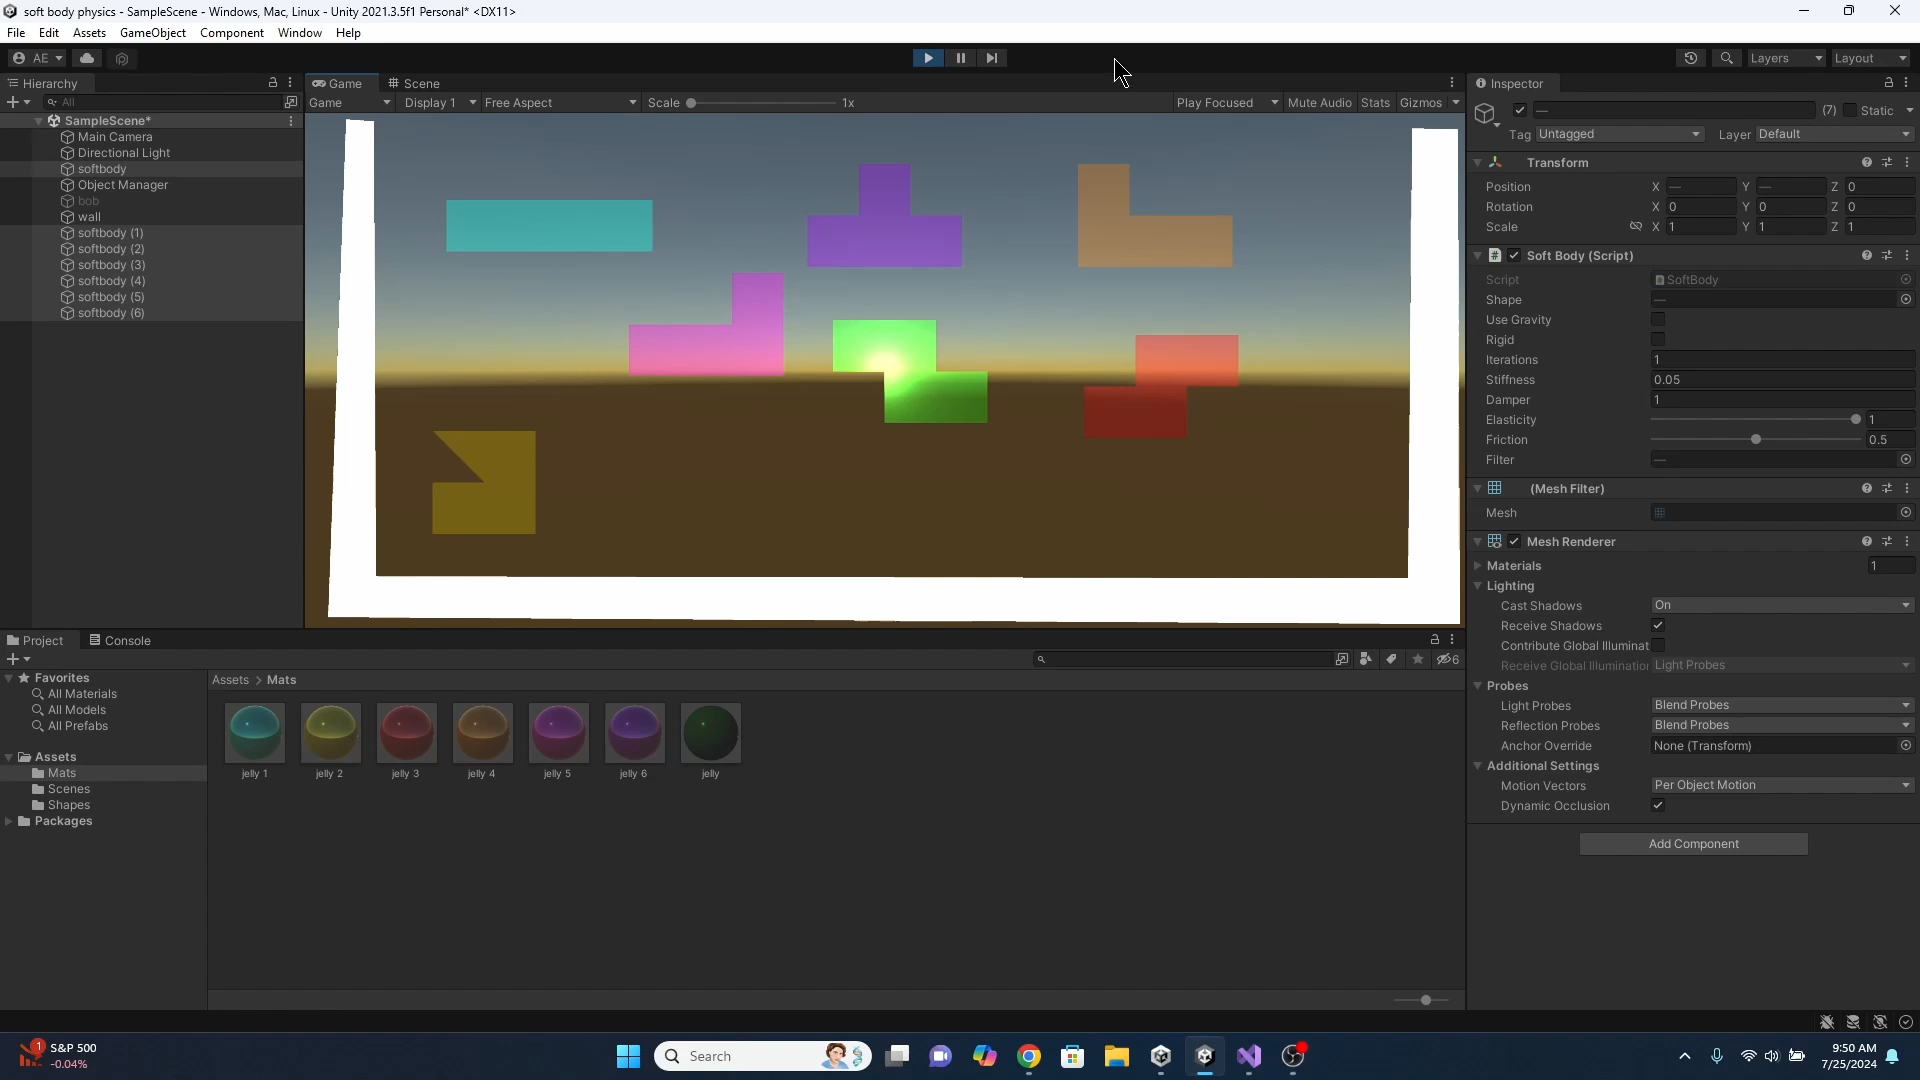 soft body physics - SampleScene - Windows, Mac, Linux - Unity 2021.3.5f1 Personal* <DX11>
File Edit Assets GameObject Component Window Help
AE Layers Layout
Hierarchy
All
SampleScene*
Main Camera
Directional Light
softbody
Object Manager
bob
wall
softbody (1)
softbody (2)
softbody (3)
softbody (4)
softbody (5)
softbody (6)
Game Scene
Game Display 1 Free Aspect Scale 1x Play Focused Mute Audio Stats Gizmos
Inspector
— (7) Static
Tag Untagged Layer Default
Transform
Position X — Y — Z 0
Rotation X 0 Y 0 Z 0
Scale X 1 Y 1 Z 1
Soft Body (Script)
Script SoftBody
Shape —
Use Gravity
Rigid
Iterations 1
Stiffness 0.05
Damper 1
Elasticity 1
Friction 0.5
Filter —
(Mesh Filter)
Mesh
Mesh Renderer
Materials 1
Lighting
Cast Shadows On
Receive Shadows
Contribute Global Illuminat
Receive Global Illumination Light Probes
Probes
Light Probes Blend Probes
Reflection Probes Blend Probes
Anchor Override None (Transform)
Additional Settings
Motion Vectors Per Object Motion
Dynamic Occlusion
Add Component
Project Console
6
Favorites
All Materials
All Models
All Prefabs
Assets
Mats
Scenes
Shapes
Packages
Assets > Mats
jelly 1 jelly 2 jelly 3 jelly 4 jelly 5 jelly 6 jelly
1
S&P 500
-0.04%
Search
9:50 AM
7/25/2024